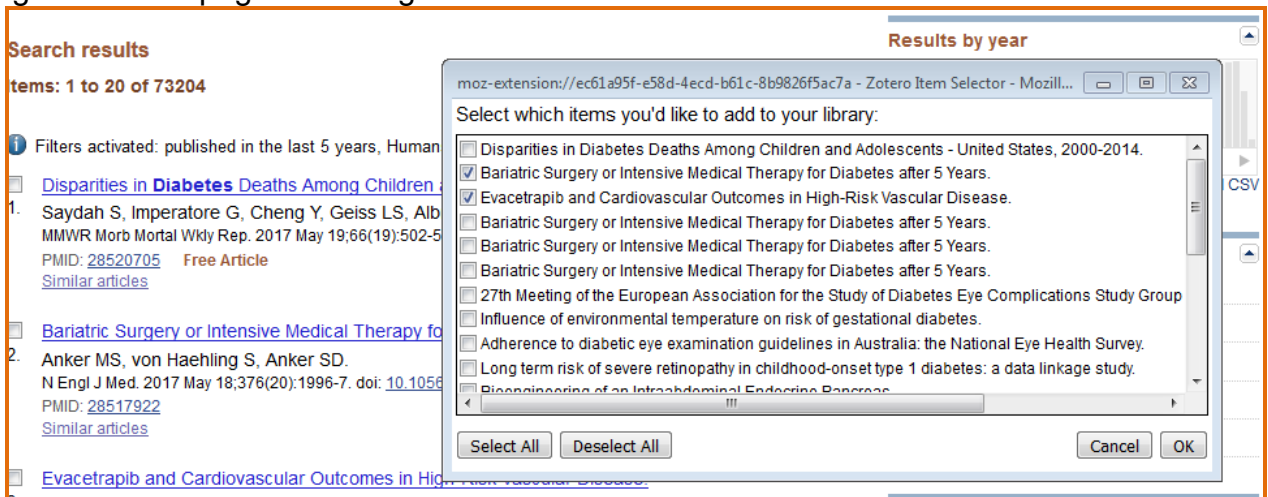 Search results
Items: 1 to 20 of 73204
Filters activated: published in the last 5 years, Human
Disparities in Diabetes Deaths Among Children
1.
Saydah S, Imperatore G, Cheng Y, Geiss LS, Alb
MMWR Morb Mortal Wkly Rep. 2017 May 19;66(19):502-5
PMID: 28520705 Free Article
Similar articles
Bariatric Surgery or Intensive Medical Therapy fo
2.
Anker MS, von Haehling S, Anker SD.
N Engl J Med. 2017 May 18;376(20):1996-7. doi: 10.1056
PMID: 28517922
Similar articles
Evacetrapib and Cardiovascular Outcomes in High-Risk Vascular Disease.
Results by year
CSV
moz-extension://ec61a95f-e58d-4ecd-b61c-8b9826f5ac7a - Zotero Item Selector - Mozill...
Select which items you'd like to add to your library:
Disparities in Diabetes Deaths Among Children and Adolescents - United States, 2000-2014.
Bariatric Surgery or Intensive Medical Therapy for Diabetes after 5 Years.
Evacetrapib and Cardiovascular Outcomes in High-Risk Vascular Disease.
Bariatric Surgery or Intensive Medical Therapy for Diabetes after 5 Years.
Bariatric Surgery or Intensive Medical Therapy for Diabetes after 5 Years.
Bariatric Surgery or Intensive Medical Therapy for Diabetes after 5 Years.
27th Meeting of the European Association for the Study of Diabetes Eye Complications Study Group
Influence of environmental temperature on risk of gestational diabetes.
Adherence to diabetic eye examination guidelines in Australia: the National Eye Health Survey.
Long term risk of severe retinopathy in childhood-onset type 1 diabetes: a data linkage study.
Bioengineering of an Intraabdominal Endocrine Pancreas.
Select All
Deselect All
Cancel
OK